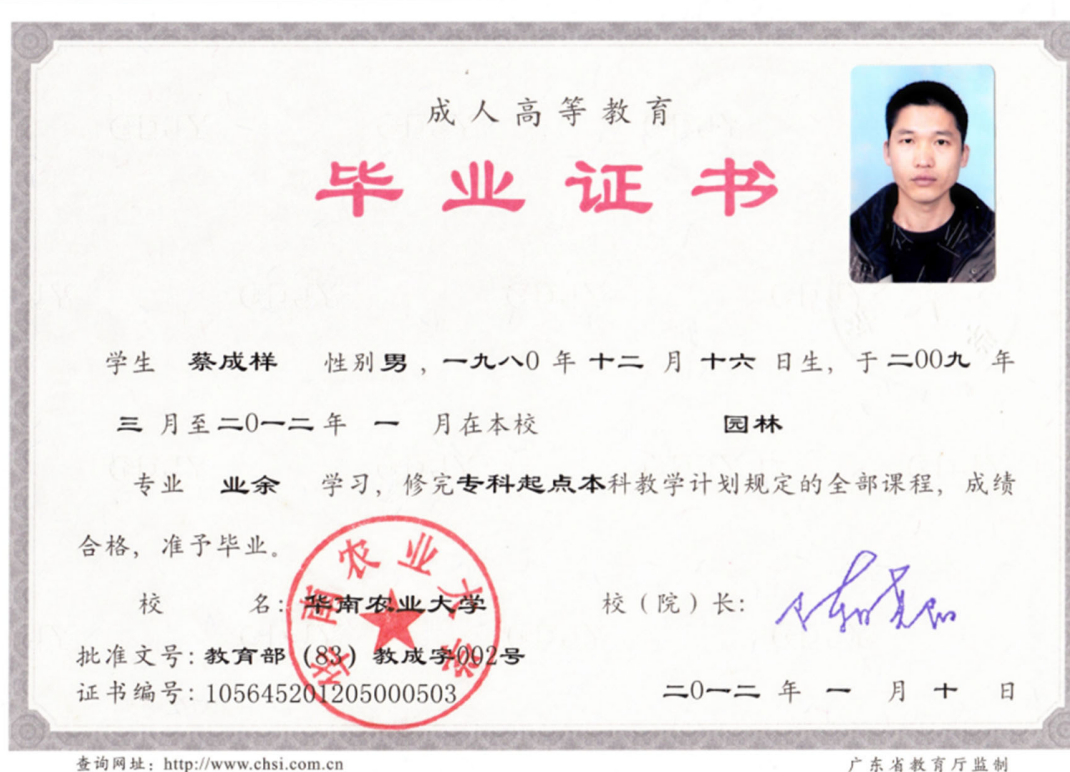 成人高等教育
毕业证书
学生 蔡成样 性别男，一九八0年十二月十六日生，于二00九年
三月至二0一二年一月在本校 园林
专业 业余 学习，修完专科起点本科教学计划规定的全部课程，成绩
合格，准予毕业。
校 名：华南农业大学 校（院）长：
批准文号：教育部（83）教成字002号
证书编号：105645201205000503 二0一二年一月十日
华南农业大学
查询网址：http://www.chsi.com.cn 广东省教育厅监制